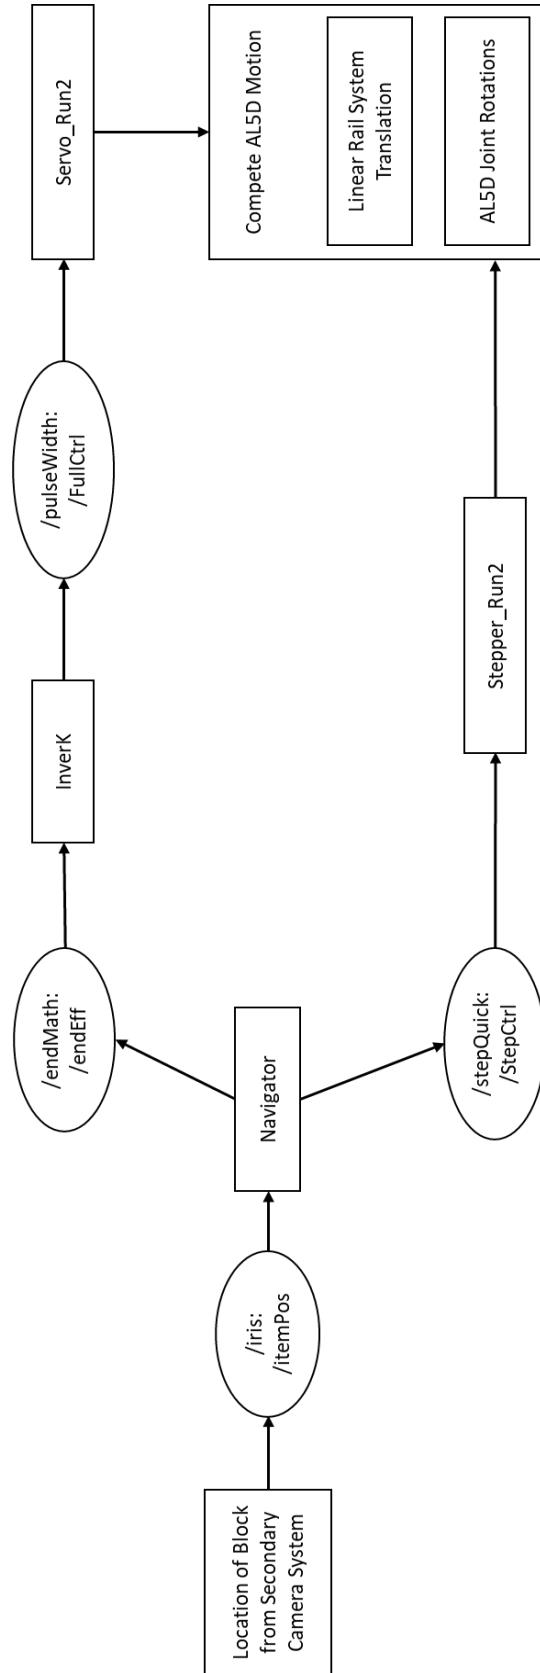 Location of Block
from Secondary
Camera System
/iris:
/itemPos
Navigator
/endMath:
/endEff
InverK
/pulseWidth:
/FullCtrl
Servo_Run2
/stepQuick:
/StepCtrl
Stepper_Run2
Compete AL5D Motion
Linear Rail System
Translation
AL5D Joint Rotations